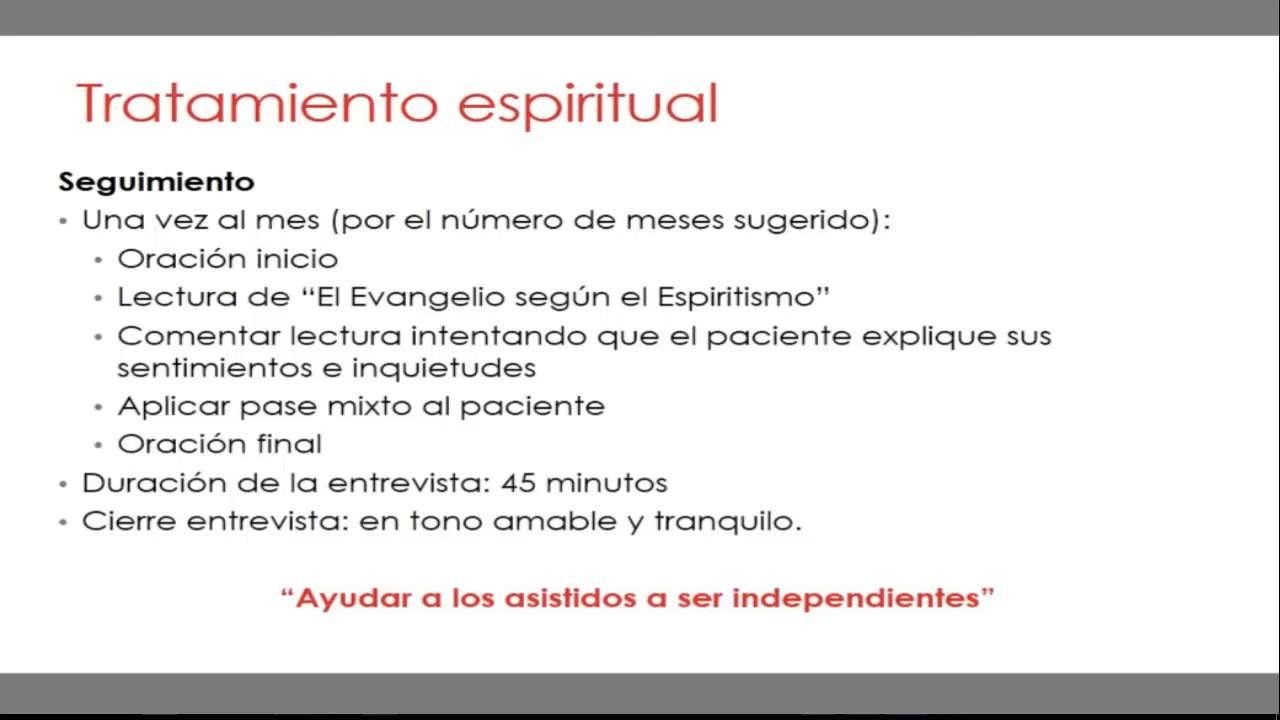 Tratamiento espiritual
Seguimiento
• Una vez al mes (por el número de meses sugerido):
• Oración inicio
• Lectura de “El Evangelio según el Espiritismo”
• Comentar lectura intentando que el paciente explique sus
sentimientos e inquietudes
• Aplicar pase mixto al paciente
• Oración final
• Duración de la entrevista: 45 minutos
• Cierre entrevista: en tono amable y tranquilo.
“Ayudar a los asistidos a ser independientes”